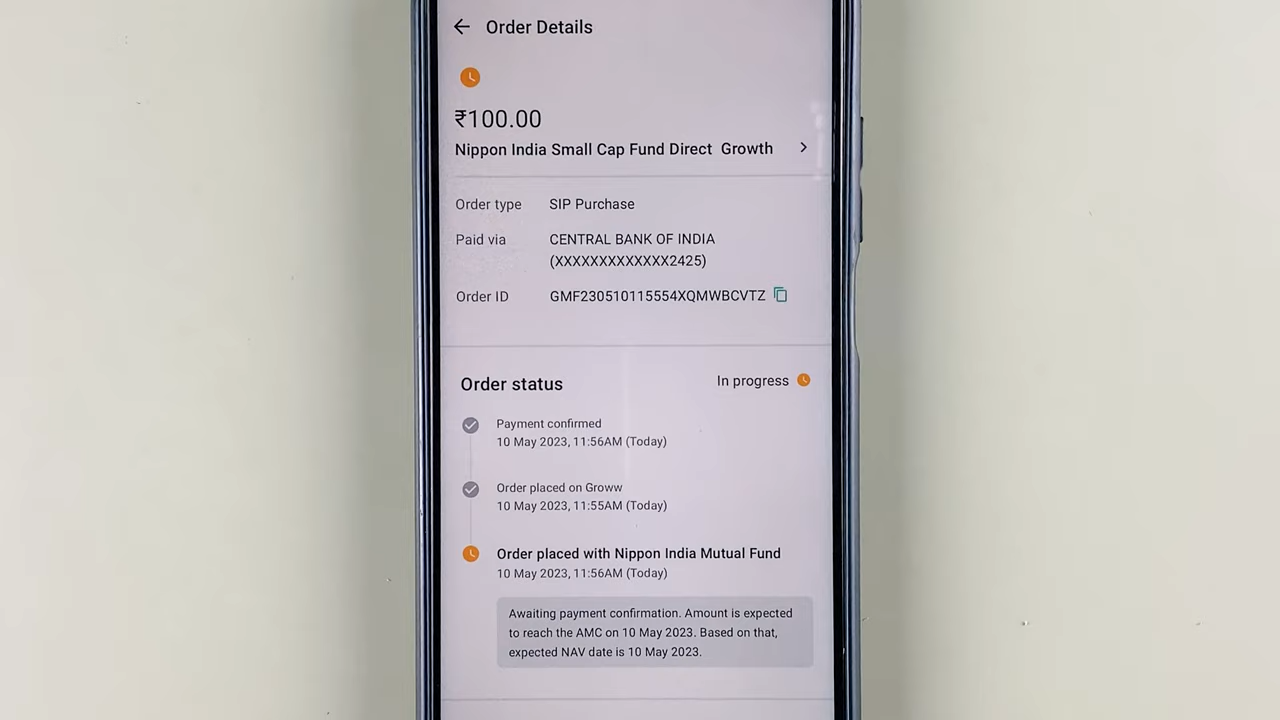 Order Details
₹100.00
Nippon India Small Cap Fund Direct Growth
Order type SIP Purchase
Paid via CENTRAL BANK OF INDIA
(XXXXXXXXXXXXX2425)
Order ID GMF230510115554XQMWBCVTZ
Order status In progress
Payment confirmed
10 May 2023, 11:56AM (Today)
Order placed on Groww
10 May 2023, 11:55AM (Today)
Order placed with Nippon India Mutual Fund
10 May 2023, 11:56AM (Today)
Awaiting payment confirmation. Amount is expected
to reach the AMC on 10 May 2023. Based on that,
expected NAV date is 10 May 2023.